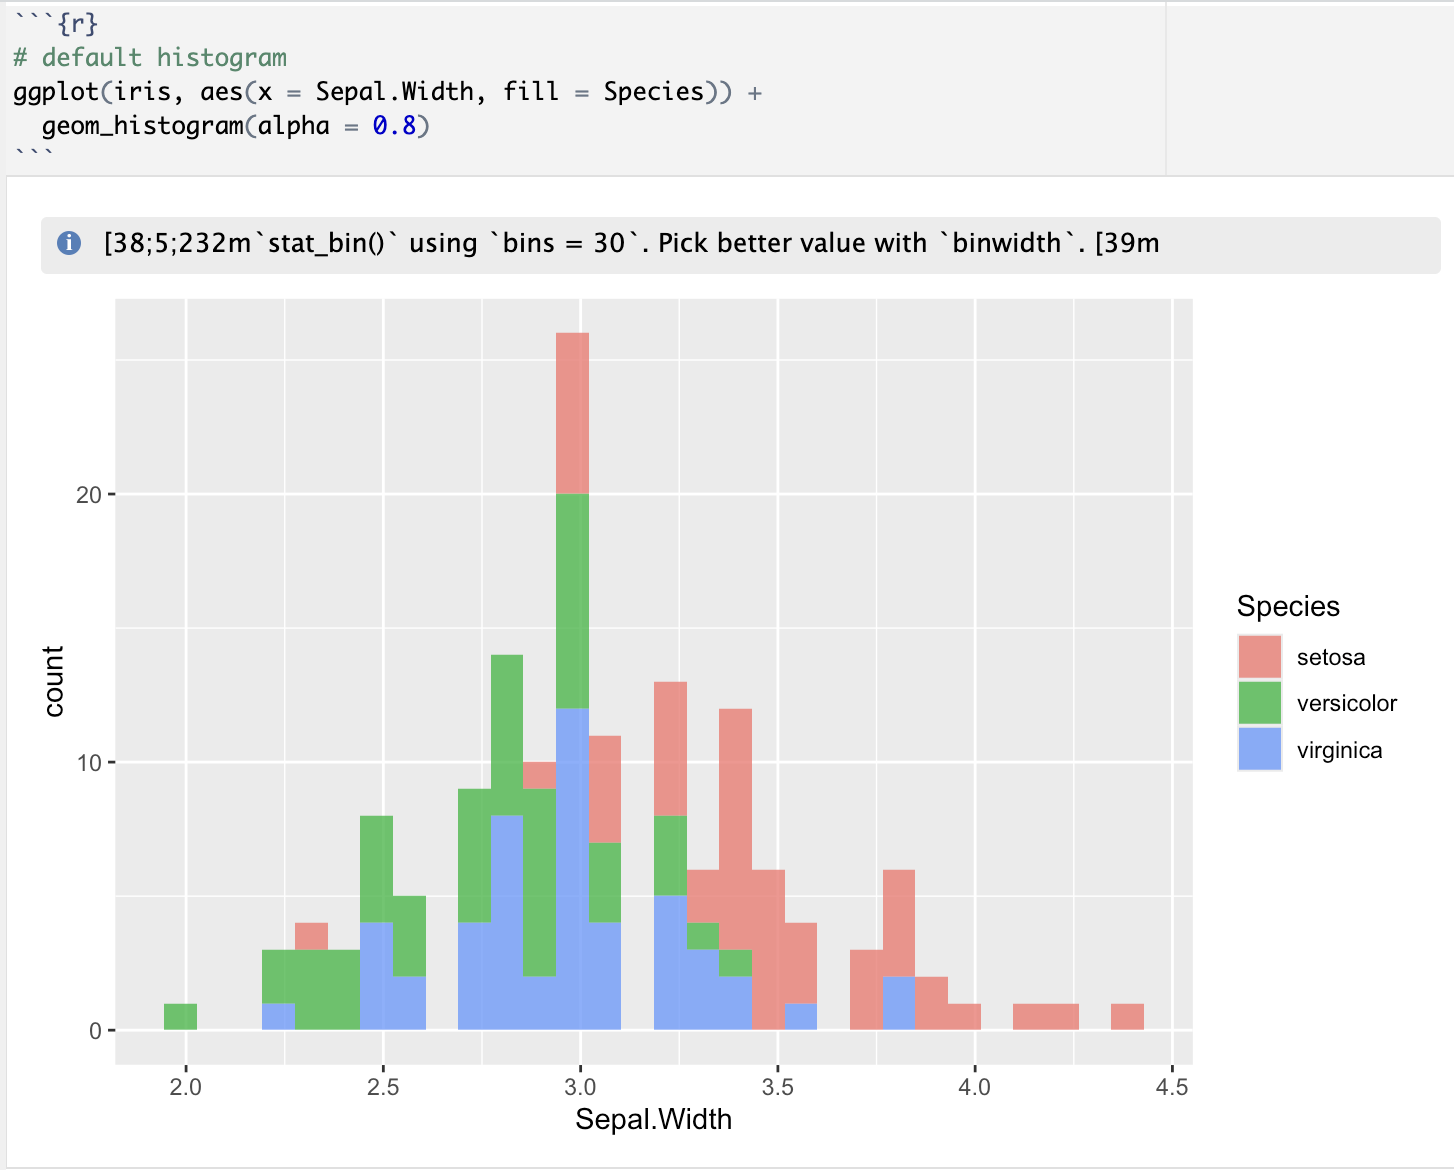 ```{r}
# default histogram
ggplot(iris, aes(x = Sepal.Width, fill = Species)) +
  geom_histogram(alpha = 0.8)
```
[38;5;232m`stat_bin()` using `bins = 30`. Pick better value with `binwidth`. [39m
20
10
0
count
2.0 2.5 3.0 3.5 4.0 4.5
Sepal.Width
Species
setosa
versicolor
virginica